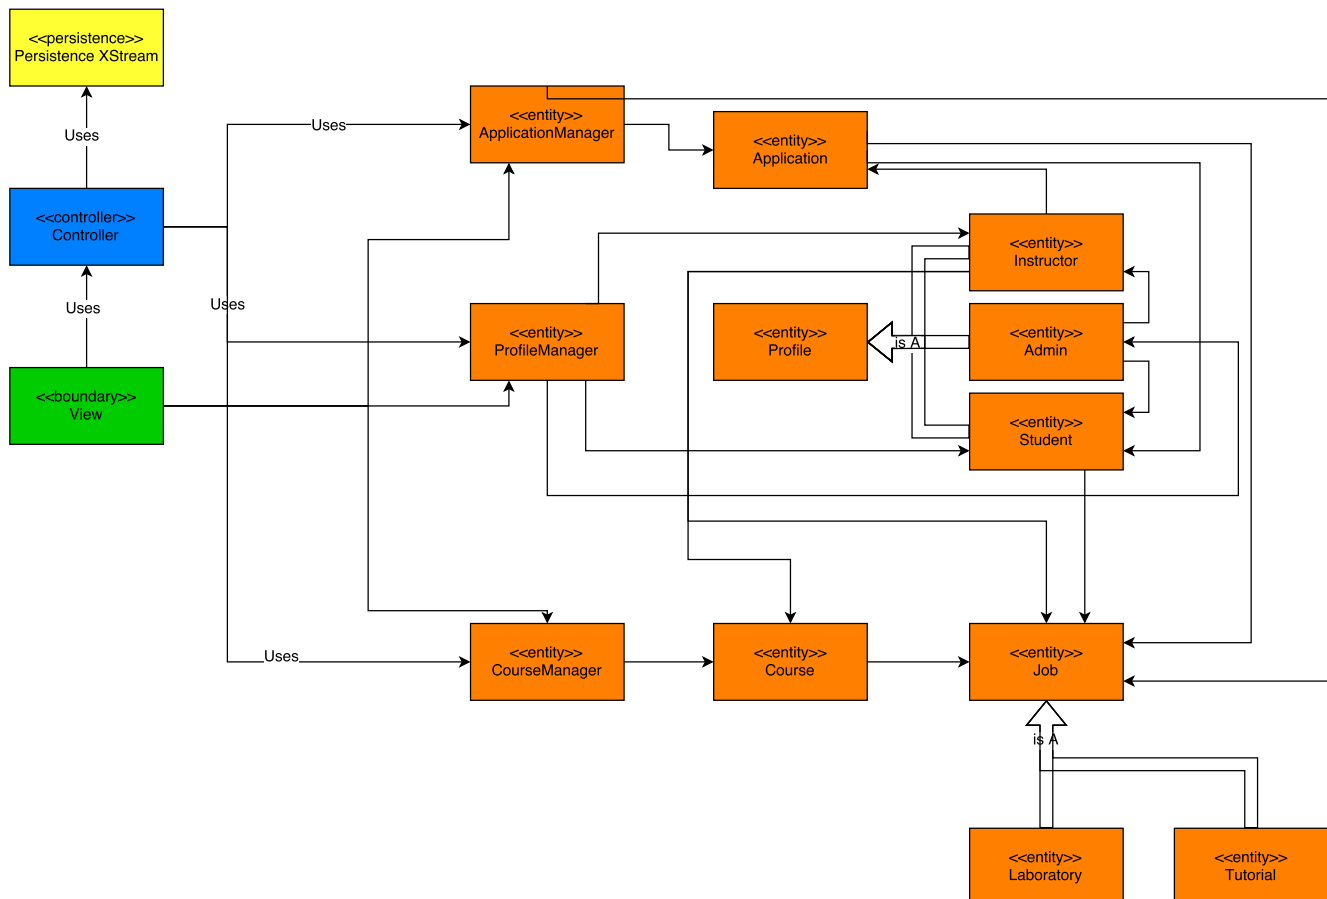 <<persistence>>
Persistence XStream
Uses
<<controller>>
Controller
Uses
<<boundary>>
View
Uses
Uses
Uses
<<entity>>
ApplicationManager
<<entity>>
Application
<<entity>>
Instructor
<<entity>>
ProfileManager
<<entity>>
Profile
is A
<<entity>>
Admin
<<entity>>
Student
<<entity>>
CourseManager
<<entity>>
Course
<<entity>>
Job
is A
<<entity>>
Laboratory
<<entity>>
Tutorial